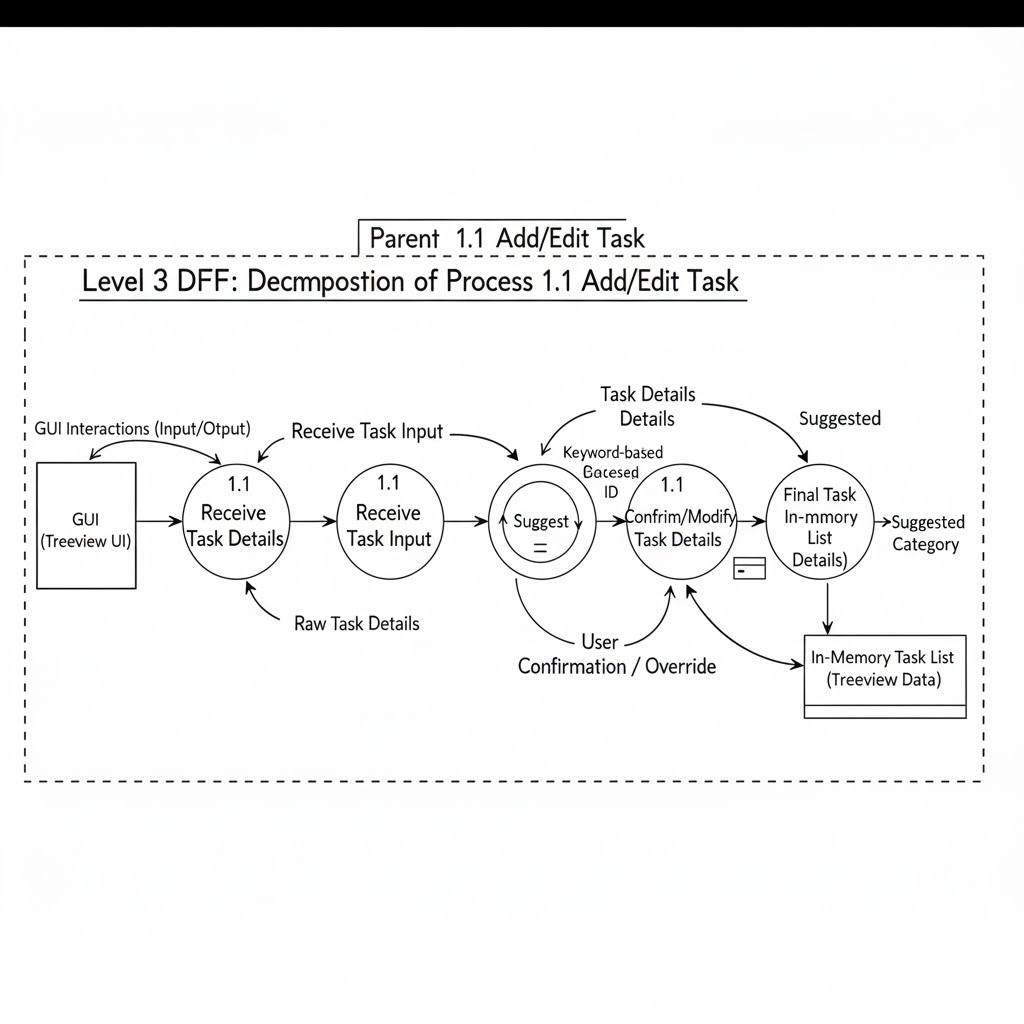 Parent 1.1 Add/Edit Task
Level 3 DFF: Decmpostion of Process 1.1 Add/Edit Task
GUI Interactions (Input/Otput)
Receive Task Input
Task Details
Details
Suggested
GUI
(Treeview UI)
1.1
Receive
Task Details
1.1
Receive
Task Input
Suggest
Keyword-based
ID
1.1
Confrim/Modify
Task Details
Final Task
In-mmory
List
Details)
Suggested
Category
Raw Task Details
User
Confirmation / Override
In-Memory Task List
(Treeview Data)